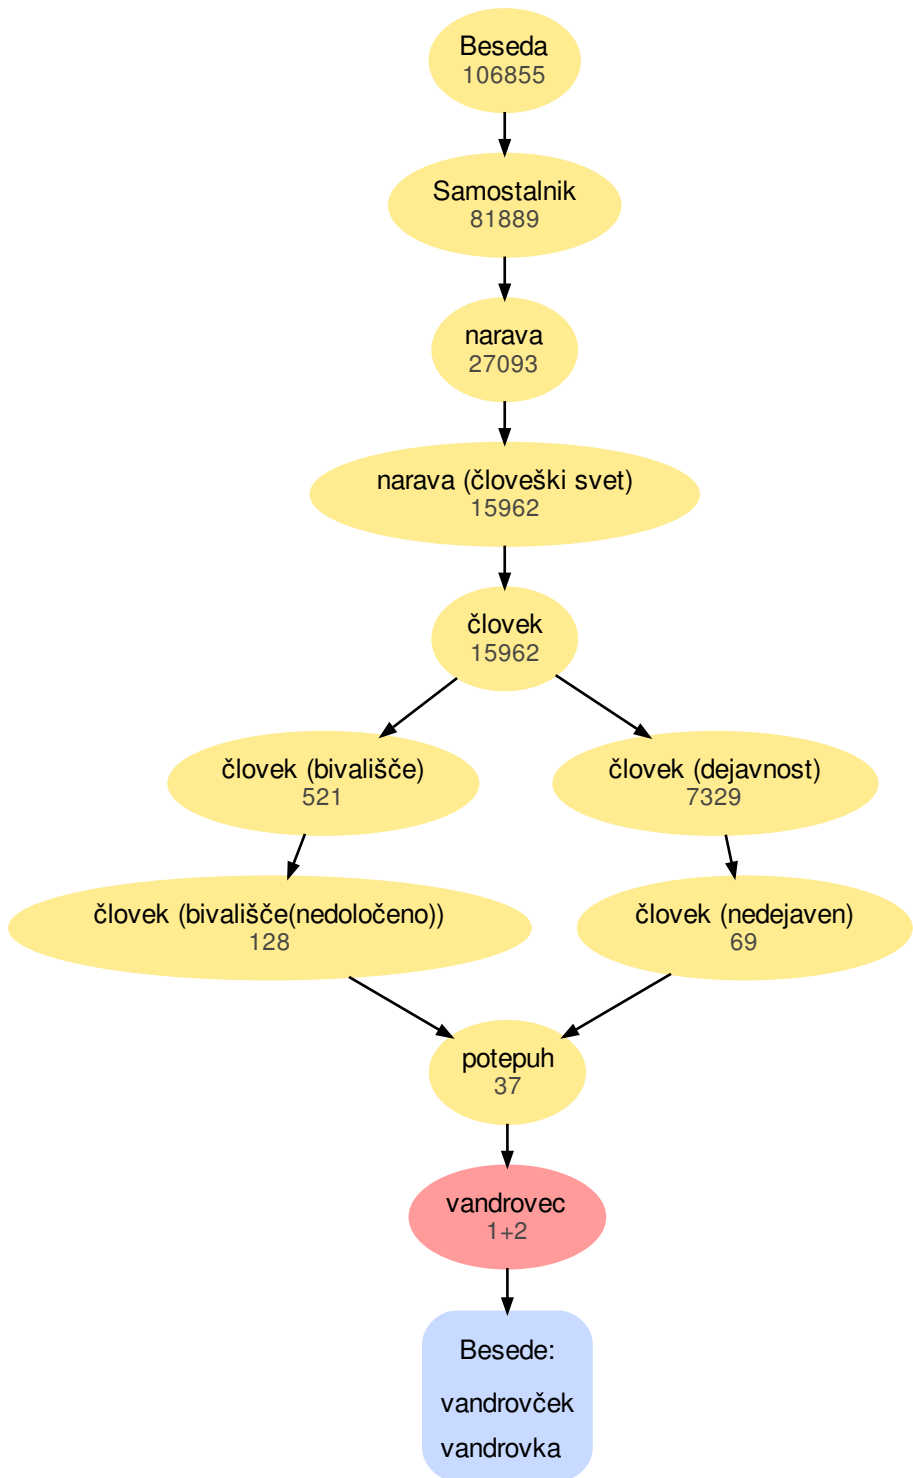 Beseda
106855
Samostalnik
81889
narava
27093
narava (človeški svet)
15962
človek
15962
človek (bivališče)
521
človek (dejavnost)
7329
človek (bivališče(nedoločeno))
128
človek (nedejaven)
69
potepuh
37
vandrovec
1+2
Besede:
vandrovček
vandrovka